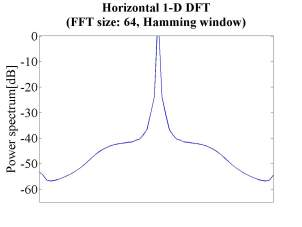 Horizontal 1-D DFT
(FFT size: 64, Hamming window)
Power spectrum[dB]
0
-10
-20
-30
-40
-50
-60